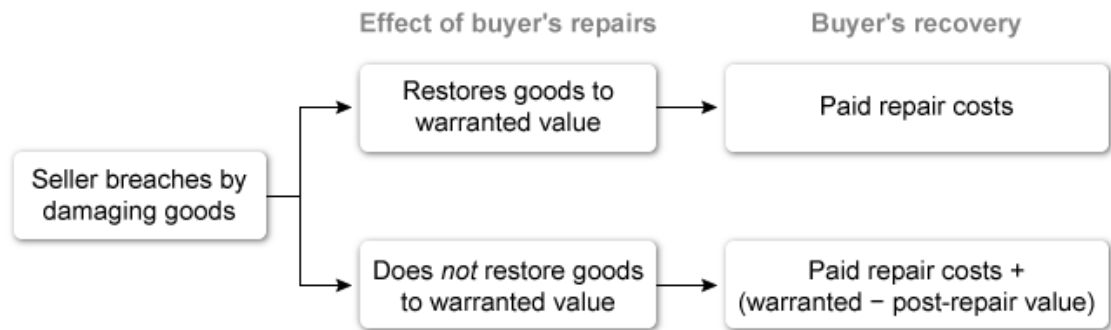 Effect of buyer's repairs
Buyer's recovery
Seller breaches by
damaging goods
Restores goods to
warranted value
Paid repair costs
Does not restore goods
to warranted value
Paid repair costs +
(warranted − post-repair value)